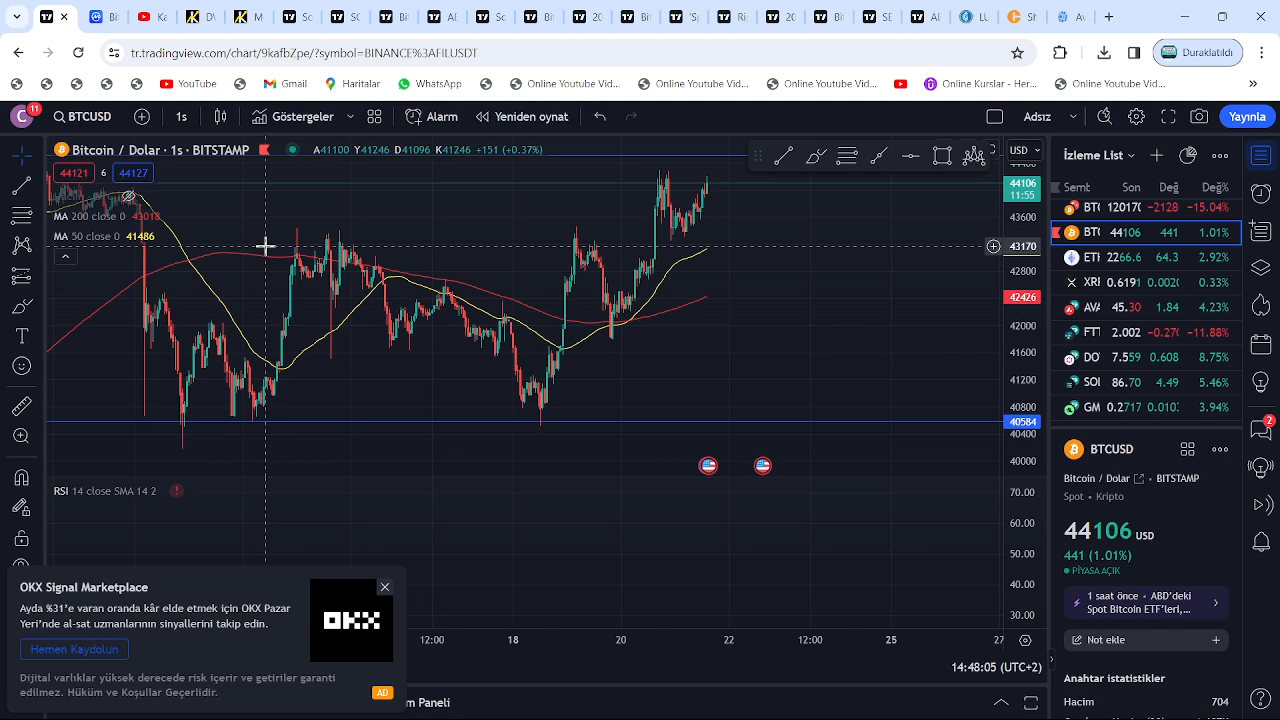 tr.tradingview.com/chart/9kafbZpe/?symbol=BINANCE%3AFILUSDT
Duraklatıldı
YouTube
Gmail
Haritalar
WhatsApp
Online Youtube Vid...
Online Youtube Vid...
Online Youtube Vid...
Kurslar - Udemy
Online Youtube Vid...
C 11
BTCUSD
1s
Göstergeler
Alarm
Yeniden oynat
Adsız
Yayınla
Bitcoin / Dolar · 1s · BITSTAMP
A41100 Y41246 D41096 K41246 +151 (+0.37%)
USD
İzleme List
44121 6 44127
MA 200 close 0 43018
MA 50 close 0 41486
44106
11:55
43600
43170
42800
42426
42000
41600
41200
40800
40584
40400
40000
Son
Değ
Değ%
BTC 12017 −2128 −15.04%
44106 441 1.01%
2266.6 64.3 2.92%
XRI 0.6191 0.33%
45.30 1.84 4.23%
FT 2.002 −11.88%
DO 7.559 0.608 8.75%
SOI 86.70 4.49 5.46%
GM 3.94%
RSI 14 close SMA 14 2
70.00
60.00
50.00
40.00
30.00
BTCUSD
Bitcoin / Dolar · BITSTAMP
Spot • Kripto
44106 USD
441 (1.01%)
PİYASA AÇIK
1 saat önce • ABD’deki
Spot Bitcoin ETF’leri,...
Not ekle
Anahtar istatistikler
Hacim 704
OKX Signal Marketplace
Ayda %31’e varan oranda kâr elde etmek için OKX Pazar
Yeri’nde al-sat uzmanlarının sinyallerini takip edin.
Hemen Kaydolun
Dijital varlıklar yüksek derecede risk içerir ve getiriler garanti
edilmez. Hüküm ve Koşullar Geçerlidir.
OKX
AD
12:00 18 20 22 12:00 25 27
14:48:05 (UTC+2)
Paneli